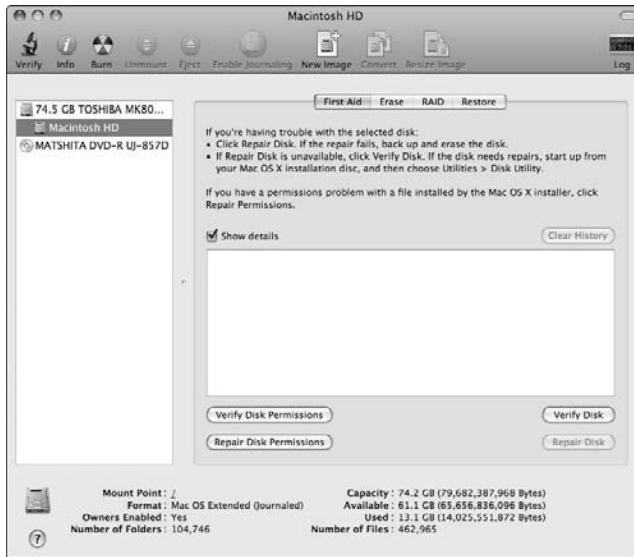 Macintosh HD
Verify Info Burn Unmount Eject Enable Journaling New Image Convert Resize Image Log
74.5 GB TOSHIBA MK80...
Macintosh HD
MATSHITA DVD-R UJ-857D
First Aid Erase RAID Restore
If you're having trouble with the selected disk:
• Click Repair Disk. If the repair fails, back up and erase the disk.
• If Repair Disk is unavailable, click Verify Disk. If the disk needs repairs, start up from
your Mac OS X installation disc, and then choose Utilities > Disk Utility.
If you have a permissions problem with a file installed by the Mac OS X installer, click
Repair Permissions.
Show details
Clear History
Verify Disk Permissions
Verify Disk
Repair Disk Permissions
Repair Disk
Mount Point : /
Format : Mac OS Extended (Journaled)
Owners Enabled : Yes
Number of Folders : 104,746
Capacity : 74.2 GB (79,682,387,968 Bytes)
Available : 61.1 GB (65,656,836,096 Bytes)
Used : 13.1 GB (14,025,551,872 Bytes)
Number of Files : 462,965
?